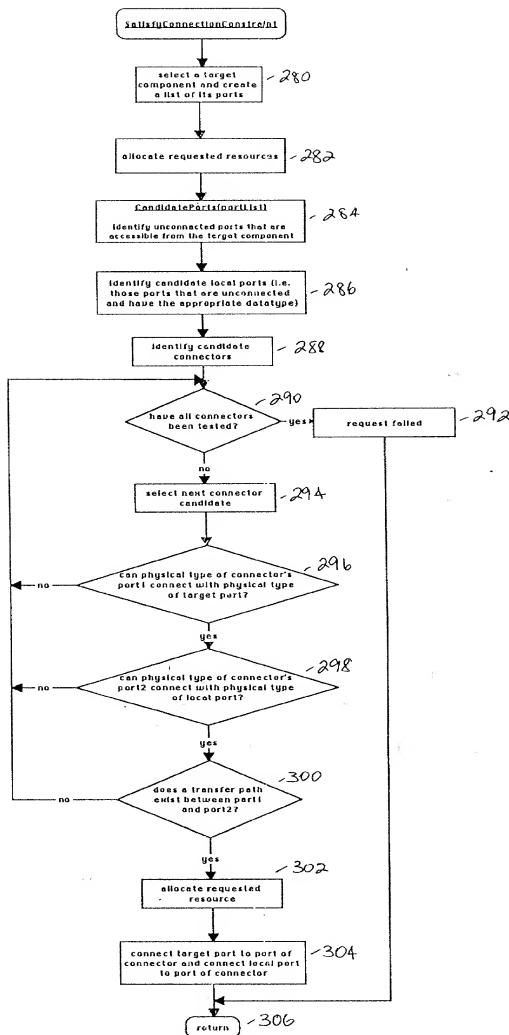 SatisfyConnectionConstraint
select a target
component and create
a list of its ports
280
allocate requested resources
282
CandidatePorts(portList)
identify unconnected ports that are
accessible from the target component
284
identify candidate local ports (i.e.
those ports that are unconnected
and have the appropriate datatype)
286
identify candidate
connectors
288
290
have all connectors
been tested?
yes
request failed
292
no
select next connector
candidate
294
296
can physical type of connector's
port1 connect with physical type
of target port?
no
yes
298
can physical type of connector's
port2 connect with physical type
of local port?
no
yes
300
does a transfer path
exist between port1
and port2?
no
yes
302
allocate requested
resource
connect target port to port of
connector and connect local port
to port of connector
304
return
306